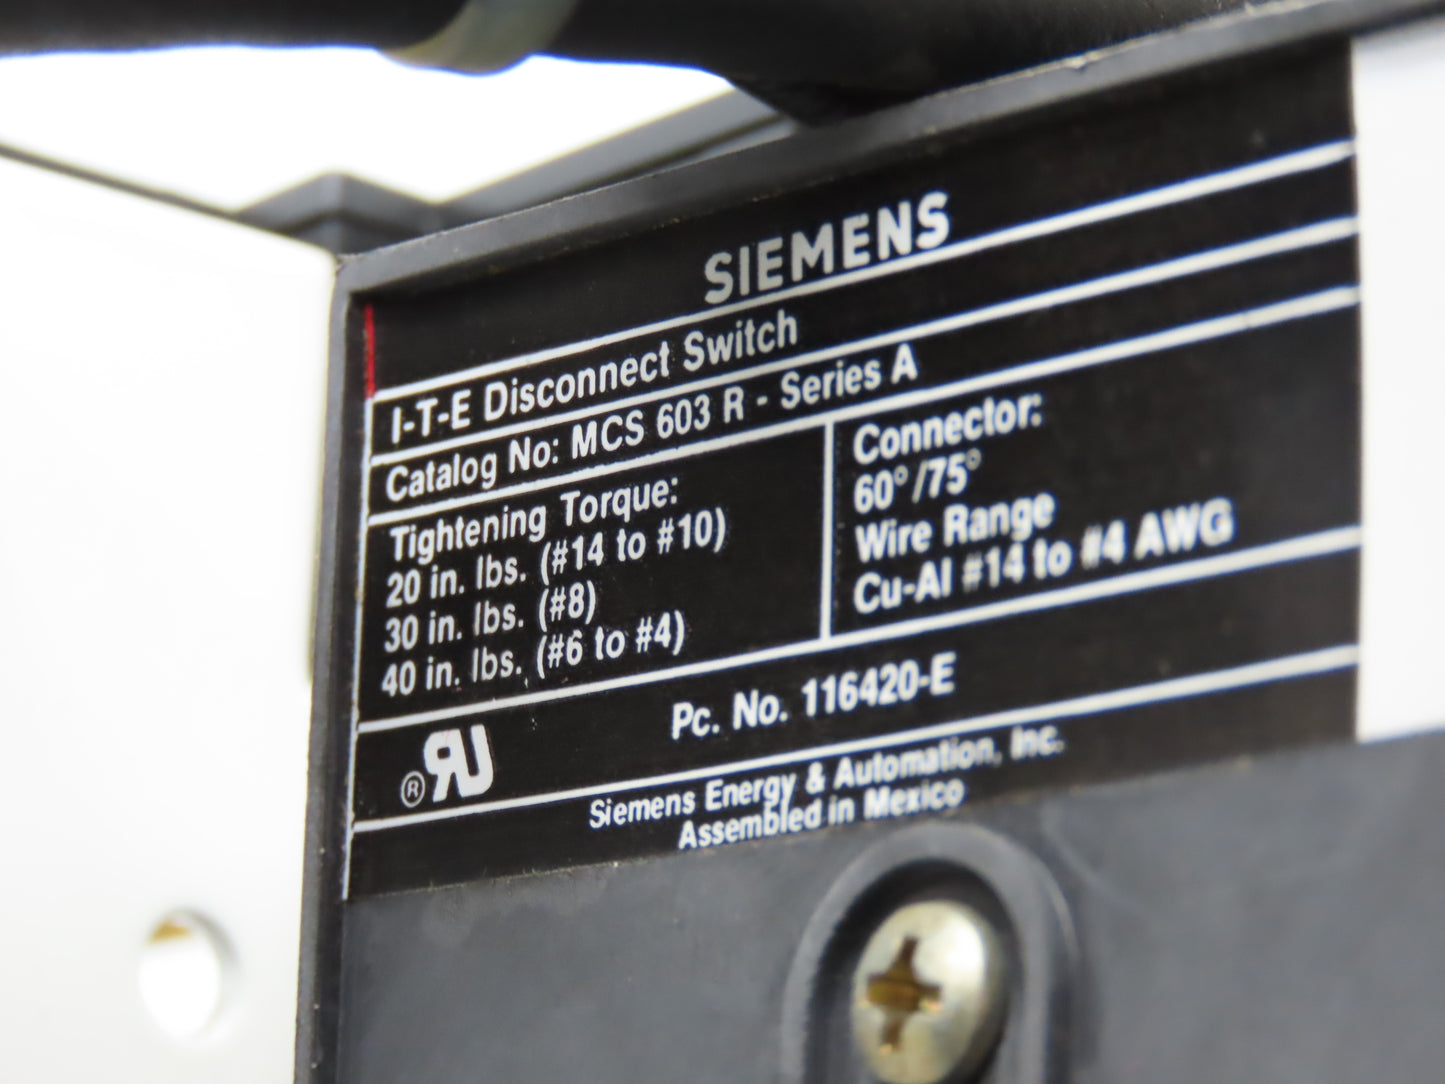 SIEMENS
I-T-E Disconnect Switch
Catalog No: MCS 603 R - Series A
Tightening Torque:
20 in. lbs. (#14 to #10)
30 in. lbs. (#8)
40 in. lbs. (#6 to #4)
Connector:
60°/75°
Wire Range
Cu-Al #14 to #4 AWG
Pc. No. 116420-E
Siemens Energy & Automation, Inc.
Assembled in Mexico